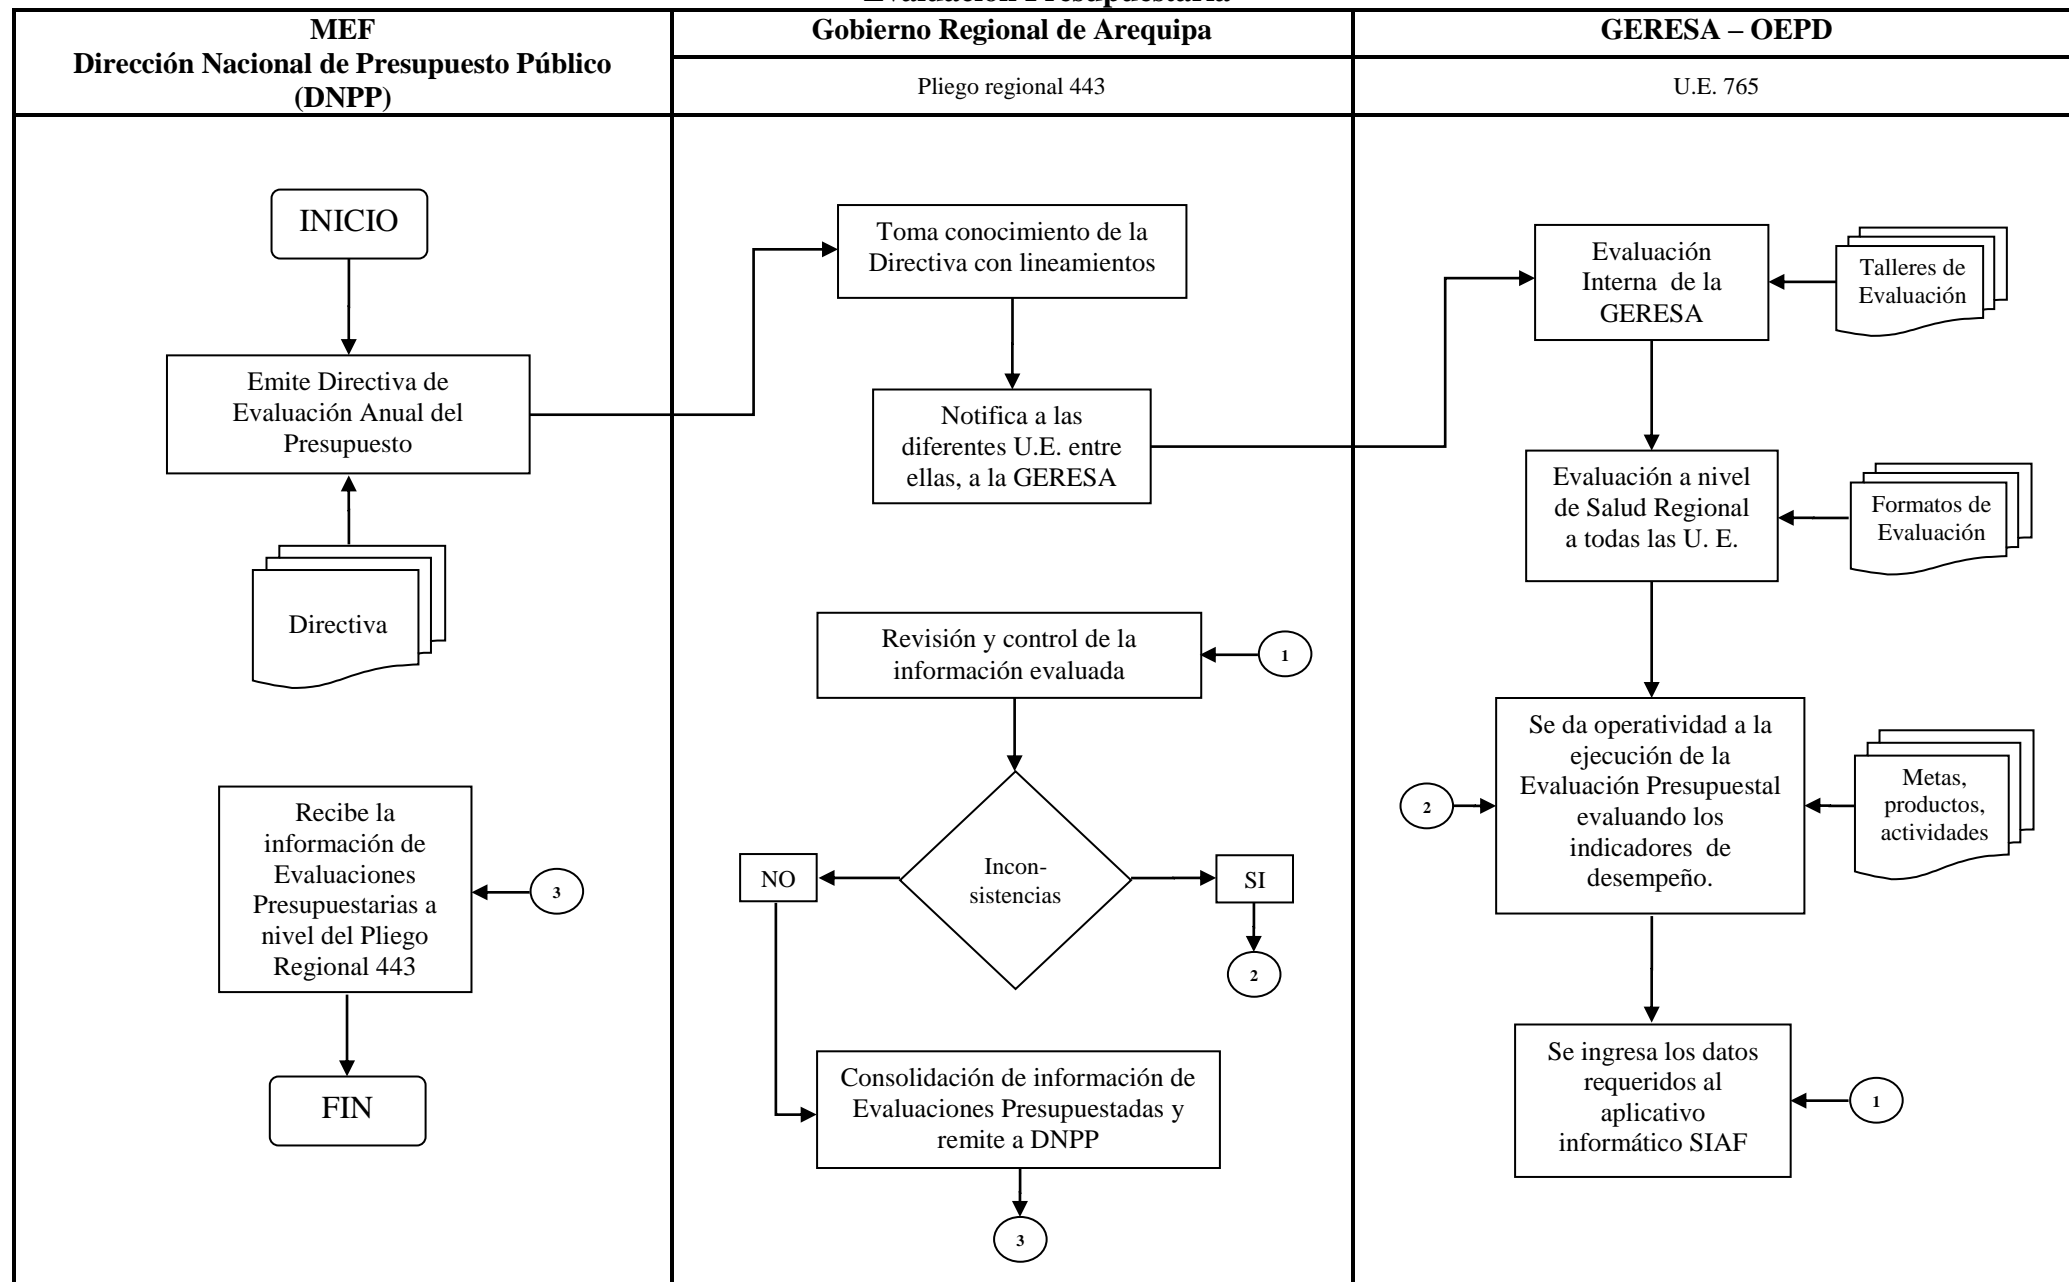 Evaluación Presupuestaria
MEF
Dirección Nacional de Presupuesto Público
(DNPP)
Gobierno Regional de Arequipa
GERESA – OEPD
Pliego regional 443
U.E. 765
INICIO
Emite Directiva de
Evaluación Anual del
Presupuesto
Directiva
Recibe la
información de
Evaluaciones
Presupuestarias a
nivel del Pliego
Regional 443
3
FIN
Toma conocimiento de la
Directiva con lineamientos
Notifica a las
diferentes U.E. entre
ellas, a la GERESA
Revisión y control de la
información evaluada
1
Incon-
sistencias
NO
SI
2
Consolidación de información de
Evaluaciones Presupuestadas y
remite a DNPP
3
Evaluación
Interna de la
GERESA
Talleres de
Evaluación
Evaluación a nivel
de Salud Regional
a todas las U. E.
Formatos de
Evaluación
Se da operatividad a la
ejecución de la
Evaluación Presupuestal
evaluando los
indicadores de
desempeño.
2
Metas,
productos,
actividades
Se ingresa los datos
requeridos al
aplicativo
informático SIAF
1